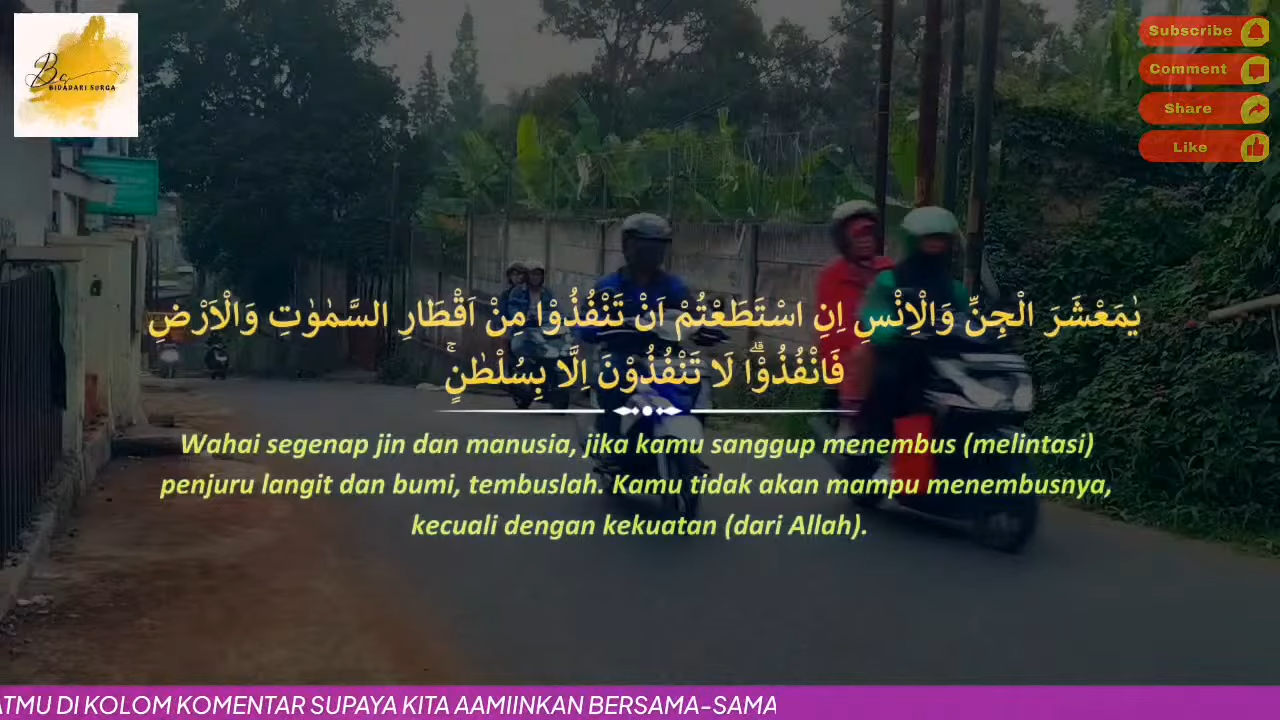 Bs
BIDADARI SURGA
Subscribe
Comment
Share
Like
يٰمَعْشَرَ الْجِنِّ وَالْاِنْسِ اِنِ اسْتَطَعْتُمْ اَنْ تَنْفُذُوْا مِنْ اَقْطَارِ السَّمٰوٰتِ وَالْاَرْضِ
فَانْفُذُوْاۗ لَا تَنْفُذُوْنَ اِلَّا بِسُلْطٰنٍۚ
Wahai segenap jin dan manusia, jika kamu sanggup menembus (melintasi)
penjuru langit dan bumi, tembuslah. Kamu tidak akan mampu menembusnya,
kecuali dengan kekuatan (dari Allah).
ATMU DI KOLOM KOMENTAR SUPAYA KITA AAMIINKAN BERSAMA-SAMA